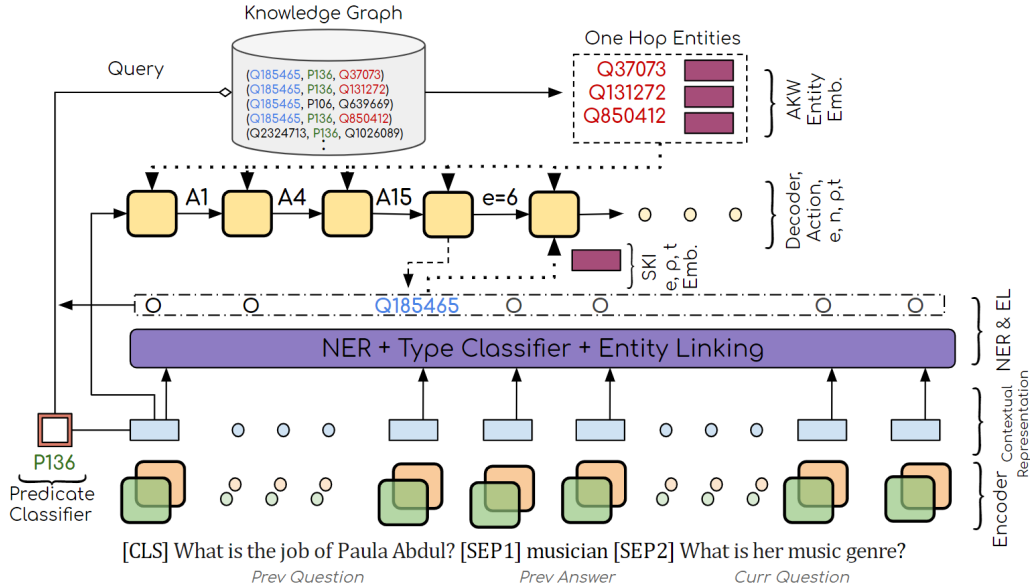 Knowledge Graph
One Hop Entities
Query
(Q185465, P136, Q37073)
(Q185465, P136, Q131272)
(Q185465, P106, Q639669)
(Q185465, P136, Q850412)
(Q2324713, P136, Q1026089)
Q37073
Q131272
Q850412
AKW
Entity
Emb.
A1
A4
A15
e=6
Decoder,
Action,
e, n, ρ,t
SKI
e, ρ, t
Emb.
Q185465
NER & EL
NER + Type Classifier + Entity Linking
Contextual
Representation
P136
Predicate
Classifier
Encoder
[CLS] What is the job of Paula Abdul? [SEP1] musician [SEP2] What is her music genre?
Prev Question
Prev Answer
Curr Question